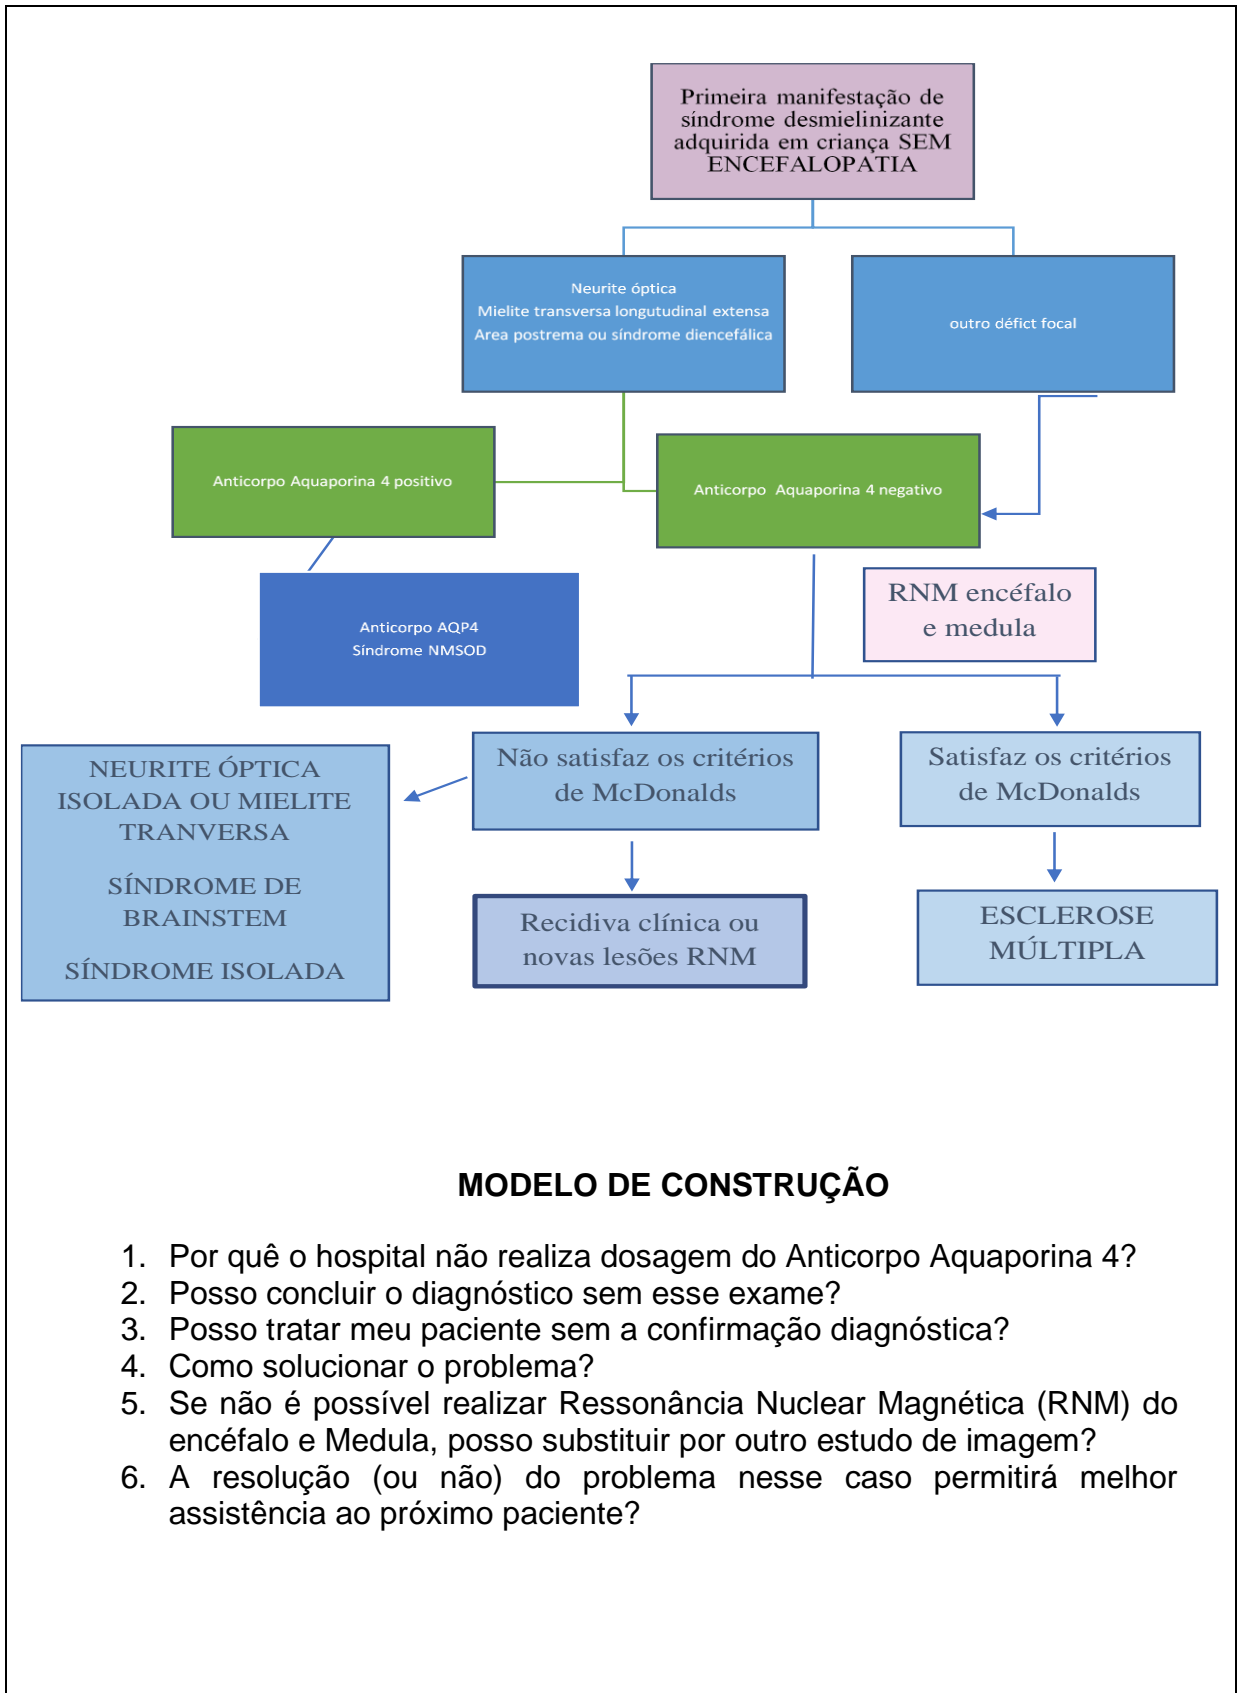 Primeira manifestação de
síndrome desmielinizante
adquirida em criança SEM
ENCEFALOPATIA
Neurite óptica
Mielite transversa longutudinal extensa
Area postrema ou síndrome diencefálica
outro défict focal
Anticorpo Aquaporina 4 positivo
Anticorpo Aquaporina 4 negativo
Anticorpo AQP4
Síndrome NMSOD
RNM encéfalo
e medula
Não satisfaz os critérios
de McDonalds
Satisfaz os critérios
de McDonalds
NEURITE ÓPTICA
ISOLADA OU MIELITE
TRANVERSA
SÍNDROME DE
BRAINSTEM
SÍNDROME ISOLADA
Recidiva clínica ou
novas lesões RNM
ESCLEROSE
MÚLTIPLA
MODELO DE CONSTRUÇÃO
1. Por quê o hospital não realiza dosagem do Anticorpo Aquaporina 4?
2. Posso concluir o diagnóstico sem esse exame?
3. Posso tratar meu paciente sem a confirmação diagnóstica?
4. Como solucionar o problema?
5. Se não é possível realizar Ressonância Nuclear Magnética (RNM) do
encéfalo e Medula, posso substituir por outro estudo de imagem?
6. A resolução (ou não) do problema nesse caso permitirá melhor
assistência ao próximo paciente?